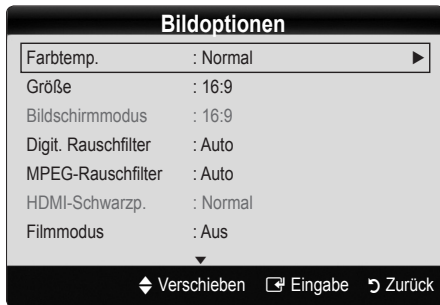 Bildoptionen
Farbtemp. : Normal ►
Größe : 16:9
Bildschirmmodus : 16:9
Digit. Rauschfilter : Auto
MPEG-Rauschfilter : Auto
HDMI-Schwarzp. : Normal
Filmmodus : Aus
▼
Verschieben Eingabe Zurück